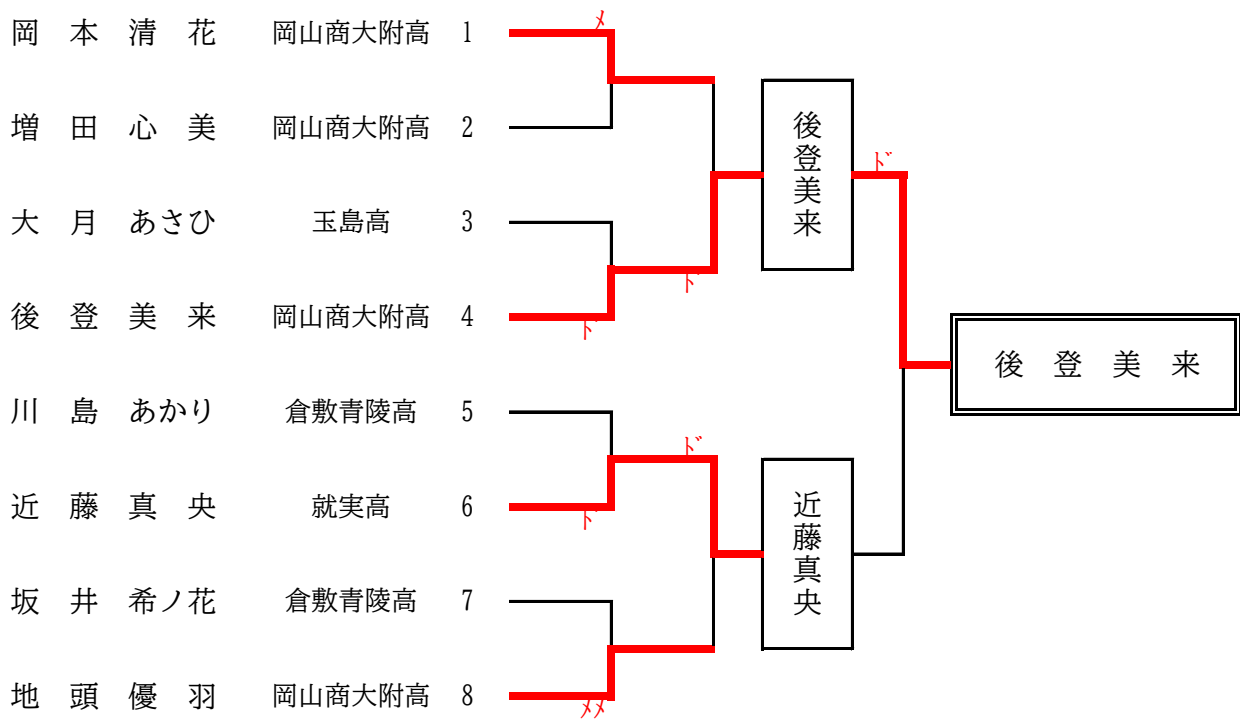 岡 本 清 花 岡山商大附高 1 メ
増 田 心 美 岡山商大附高 2
大 月 あさひ 玉島高 3
後 登 美 来 岡山商大附高 4 ド
ド
川 島 あかり 倉敷青陵高 5
近 藤 真 央 就実高 6 ド
ド
坂 井 希ノ花 倉敷青陵高 7
地 頭 優 羽 岡山商大附高 8 メメ
後登美来
ド
近藤真央
後 登 美 来